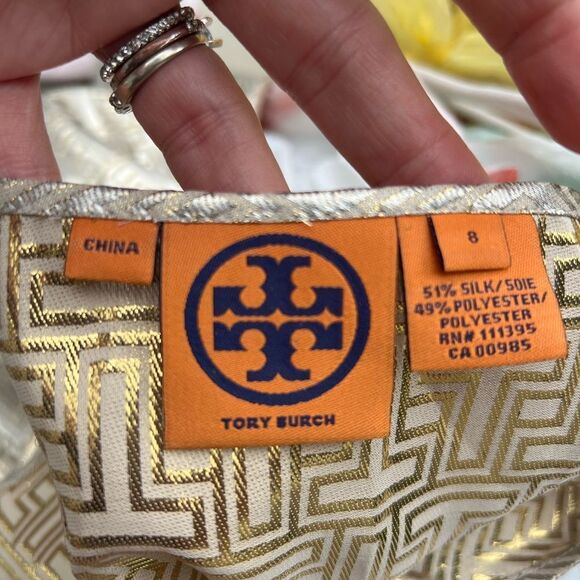 CHINA
TORY BURCH
8
51% SILK/SOIE
49% POLYESTER/
POLYESTER
RN# 111395
CA 00985